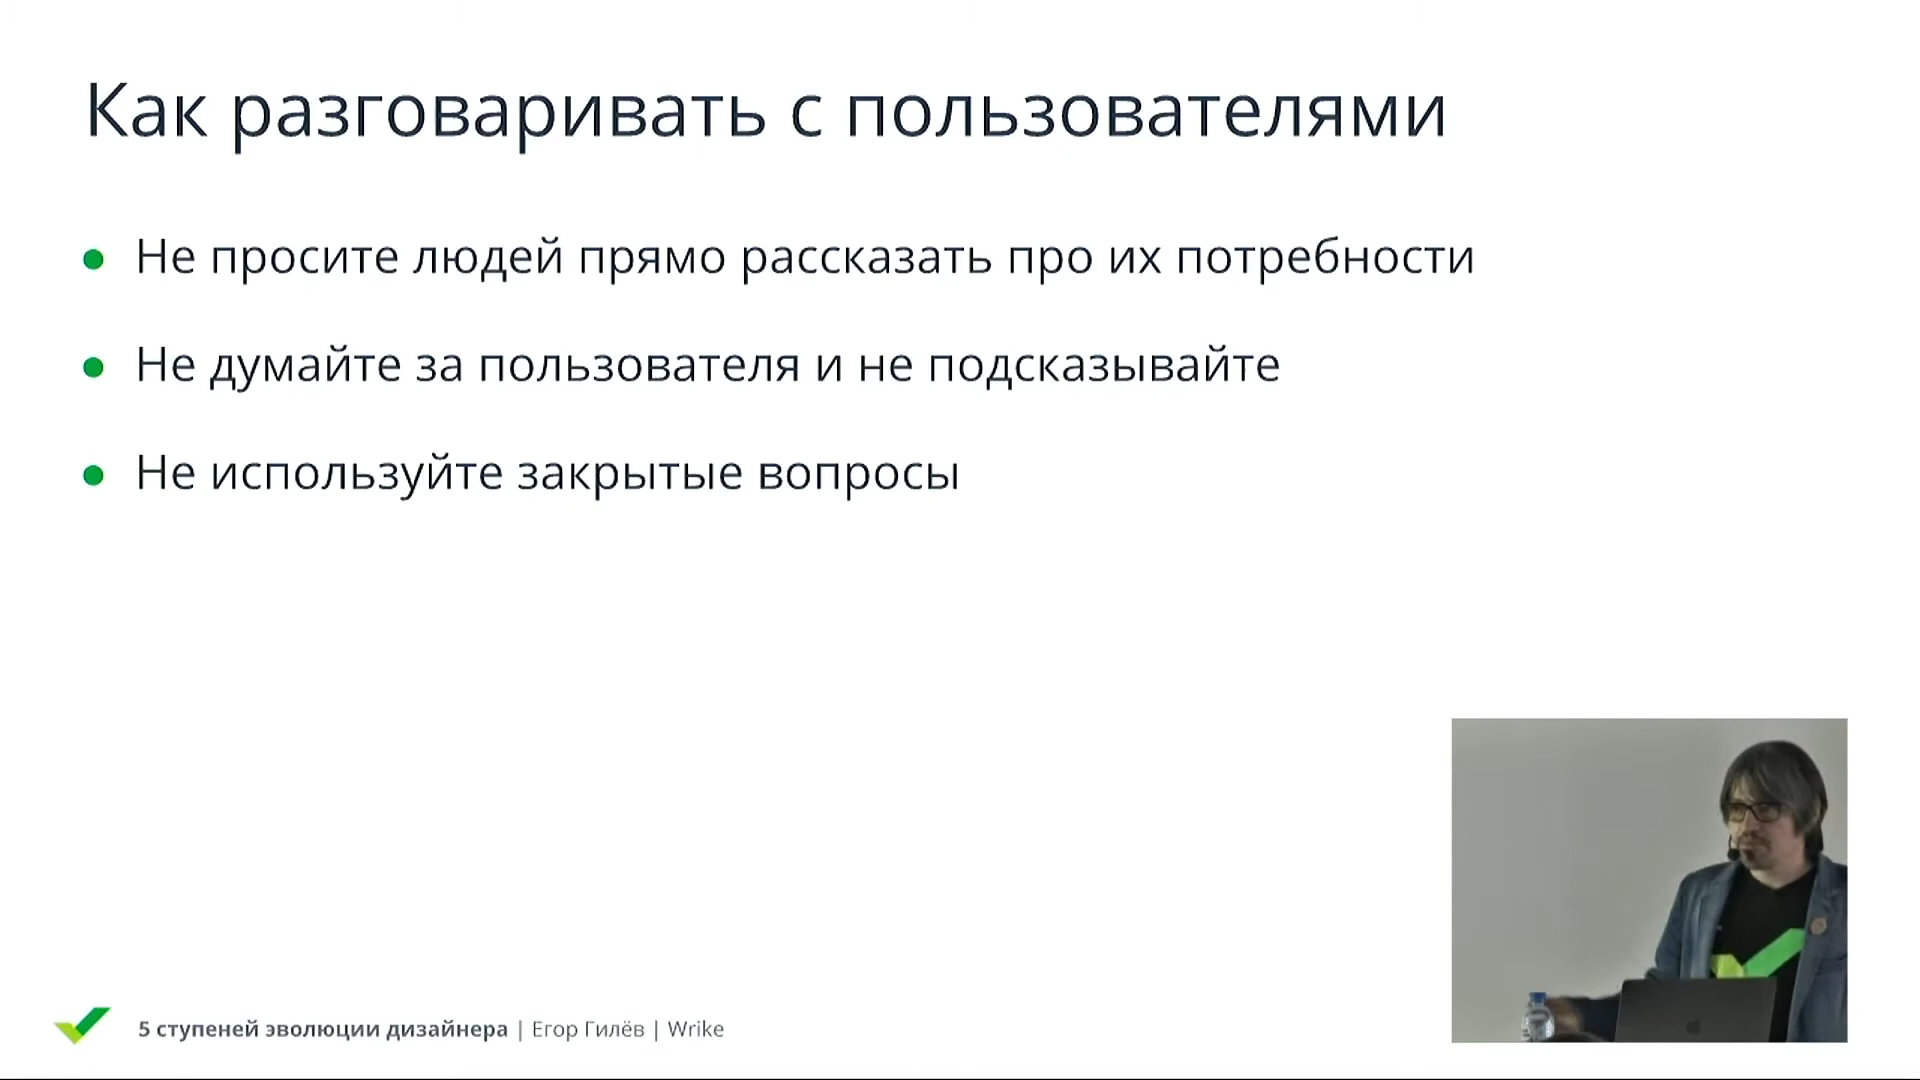 Как разговаривать с пользователями
Не просите людей прямо рассказать про их потребности
Не думайте за пользователя и не подсказывайте
Не используйте закрытые вопросы
5 ступеней эволюции дизайнера | Егор Гилёв | Wrike